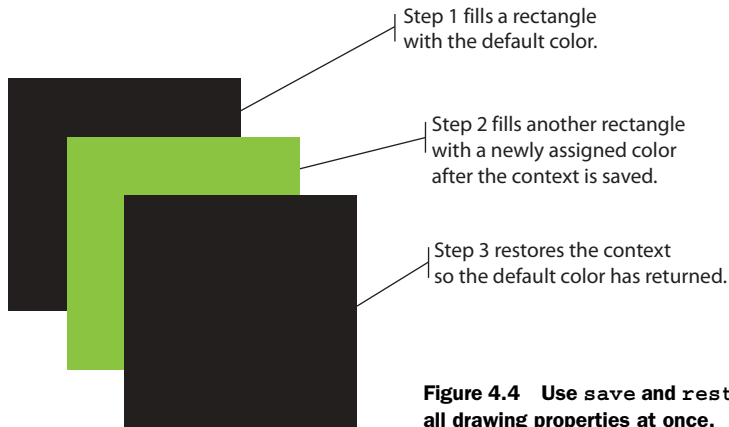 Step 1 fills a rectangle
with the default color.
Step 2 fills another rectangle
with a newly assigned color
after the context is saved.
Step 3 restores the context
so the default color has returned.
Figure 4.4 Use save and rest
all drawing properties at once.